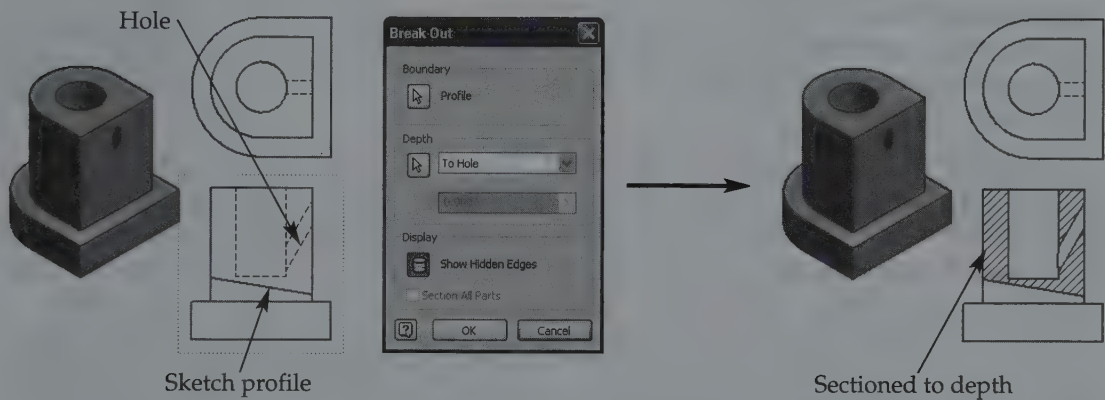 Hole
Break Out
Boundary
Profile
Depth
To Hole
Display
Show Hidden Edges
Section All Parts
?
OK
Cancel
Sketch profile
Sectioned to depth